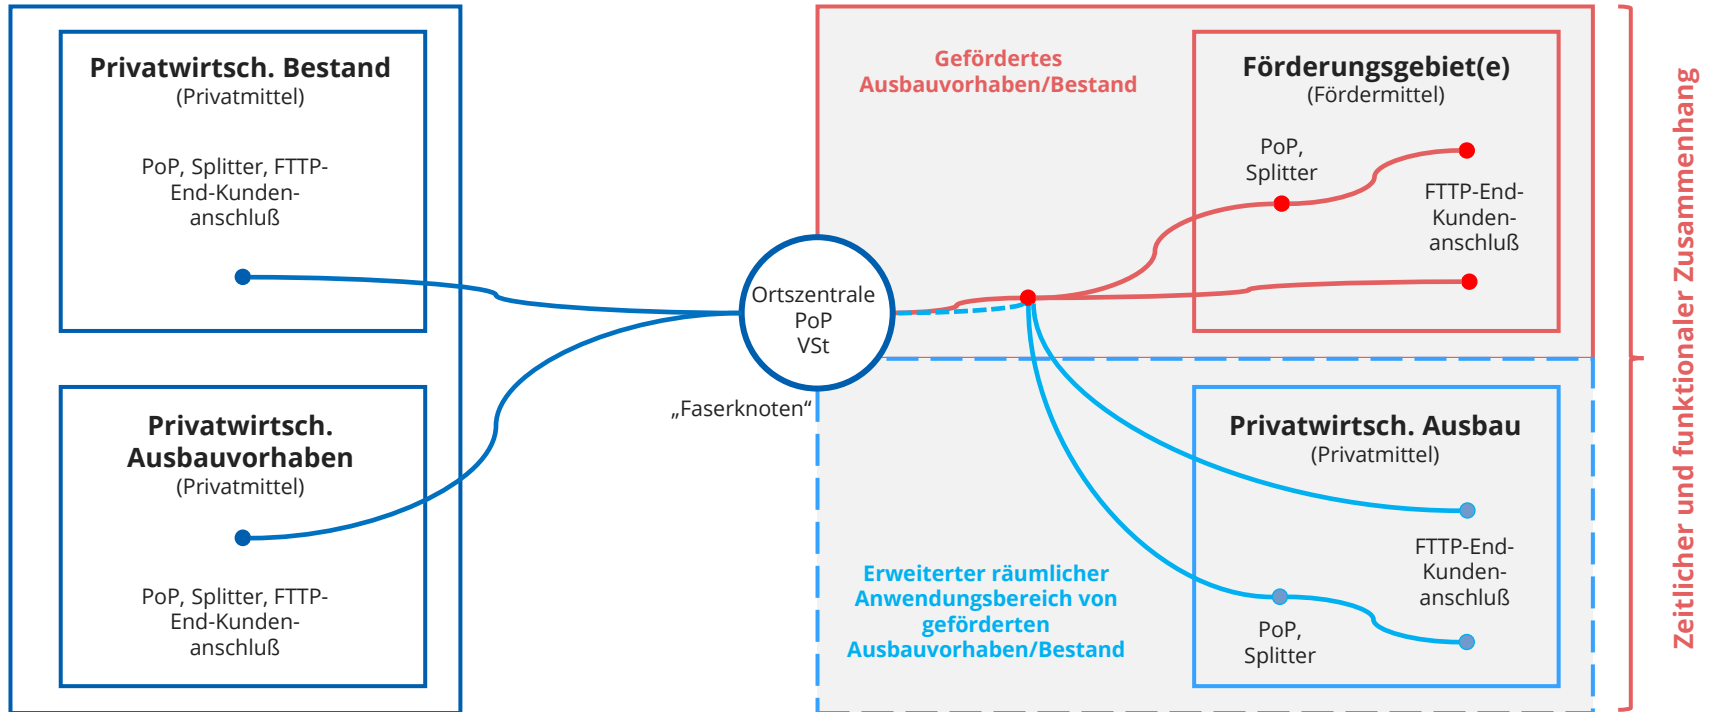 Privatwirtsch. Bestand
(Privatmittel)
PoP, Splitter, FTTP-
End-Kunden-
anschluß
Privatwirtsch.
Ausbauvorhaben
(Privatmittel)
PoP, Splitter, FTTP-
End-Kunden-
anschluß
Ortszentrale
PoP
VSt
„Faserknoten“
Gefördertes
Ausbauvorhaben/Bestand
Förderungsgebiet(e)
(Fördermittel)
PoP,
Splitter
FTTP-End-
Kunden-
anschluß
Erweiterter räumlicher
Anwendungsbereich von
geförderten
Ausbauvorhaben/Bestand
Privatwirtsch. Ausbau
(Privatmittel)
FTTP-End-
Kunden-
anschluß
PoP,
Splitter
Zeitlicher und funktionaler Zusammenhang